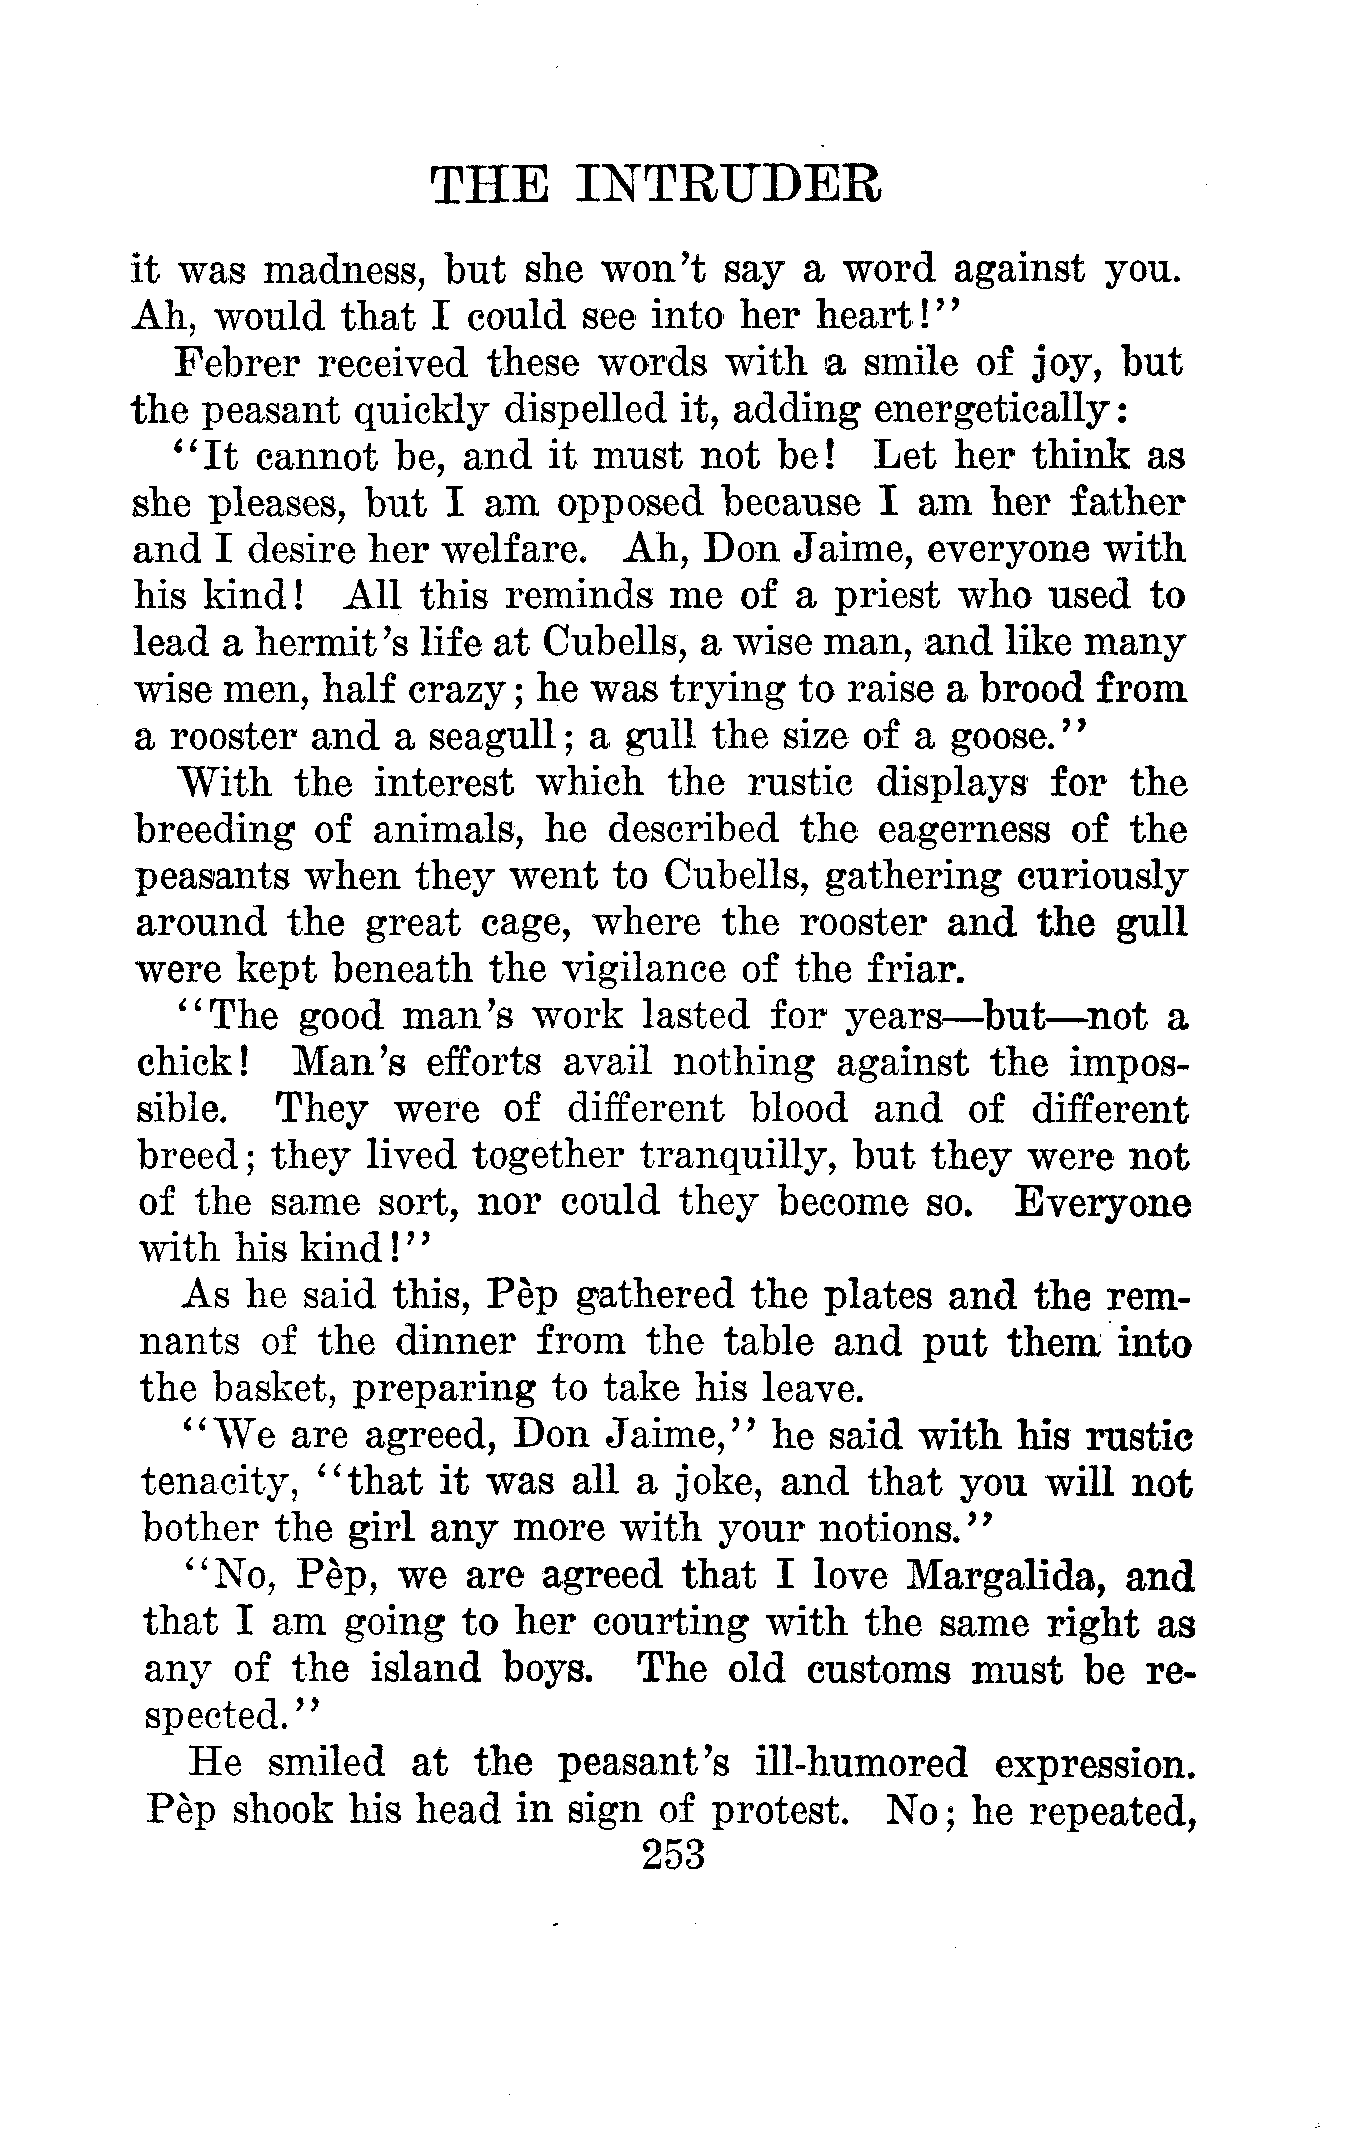 THE INTRUDER
it was madness, but she won't say a word against you.
Ah, would that I could see into her heart!"
Febrer received these words with a smile of joy, but
the peasant quickly dispelled it, adding energetically:
"It cannot be, and it must not be! Let her think as
she pleases, but I am opposed because I am her father
and I desire her welfare. Ah, Don Jaime, everyone with
his kind! All this reminds me of a priest who used to
lead a hermit's life at Cubells, a wise man, and like many
wise men, half crazy; he was trying to raise a brood from
a rooster and a seagull; a gull the size of a goose."
With the interest which the rustic displays for the
breeding of animals, he described the eagerness of the
peasants when they went to Cubells, gathering curiously
around the great cage, where the rooster and the gull
were kept beneath the vigilance of the friar.
"The good man's work lasted for years—but—not a
chick! Man's efforts avail nothing against the impos-
sible. They were of different blood and of different
breed; they lived together tranquilly, but they were not
of the same sort, nor could they become so. Everyone
with his kind!"
As he said this, Pèp gathered the plates and the rem-
nants of the dinner from the table and put them into
the basket, preparing to take his leave.
"We are agreed, Don Jaime," he said with his rustic
tenacity, "that it was all a joke, and that you will not
bother the girl any more with your notions."
"No, Pèp, we are agreed that I love Margalida, and
that I am going to her courting with the same right as
any of the island boys. The old customs must be re-
spected."
He smiled at the peasant's ill-humored expression.
Pèp shook his head in sign of protest. No; he repeated,
253